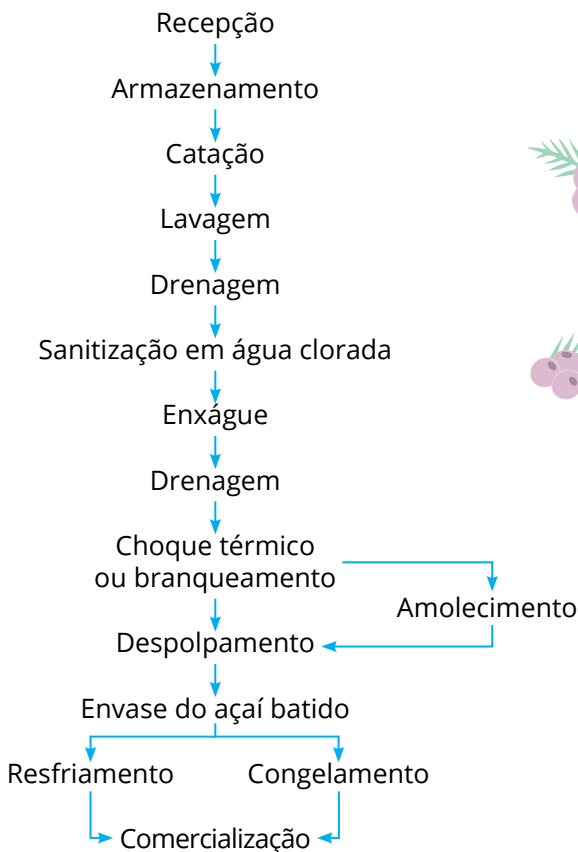 Recepção
Armazenamento
Catação
Lavagem
Drenagem
Sanitização em água clorada
Enxágue
Drenagem
Choque térmico
ou branqueamento
Amolecimento
Despolpamento
Envase do açaí batido
Resfriamento
Congelamento
Comercialização